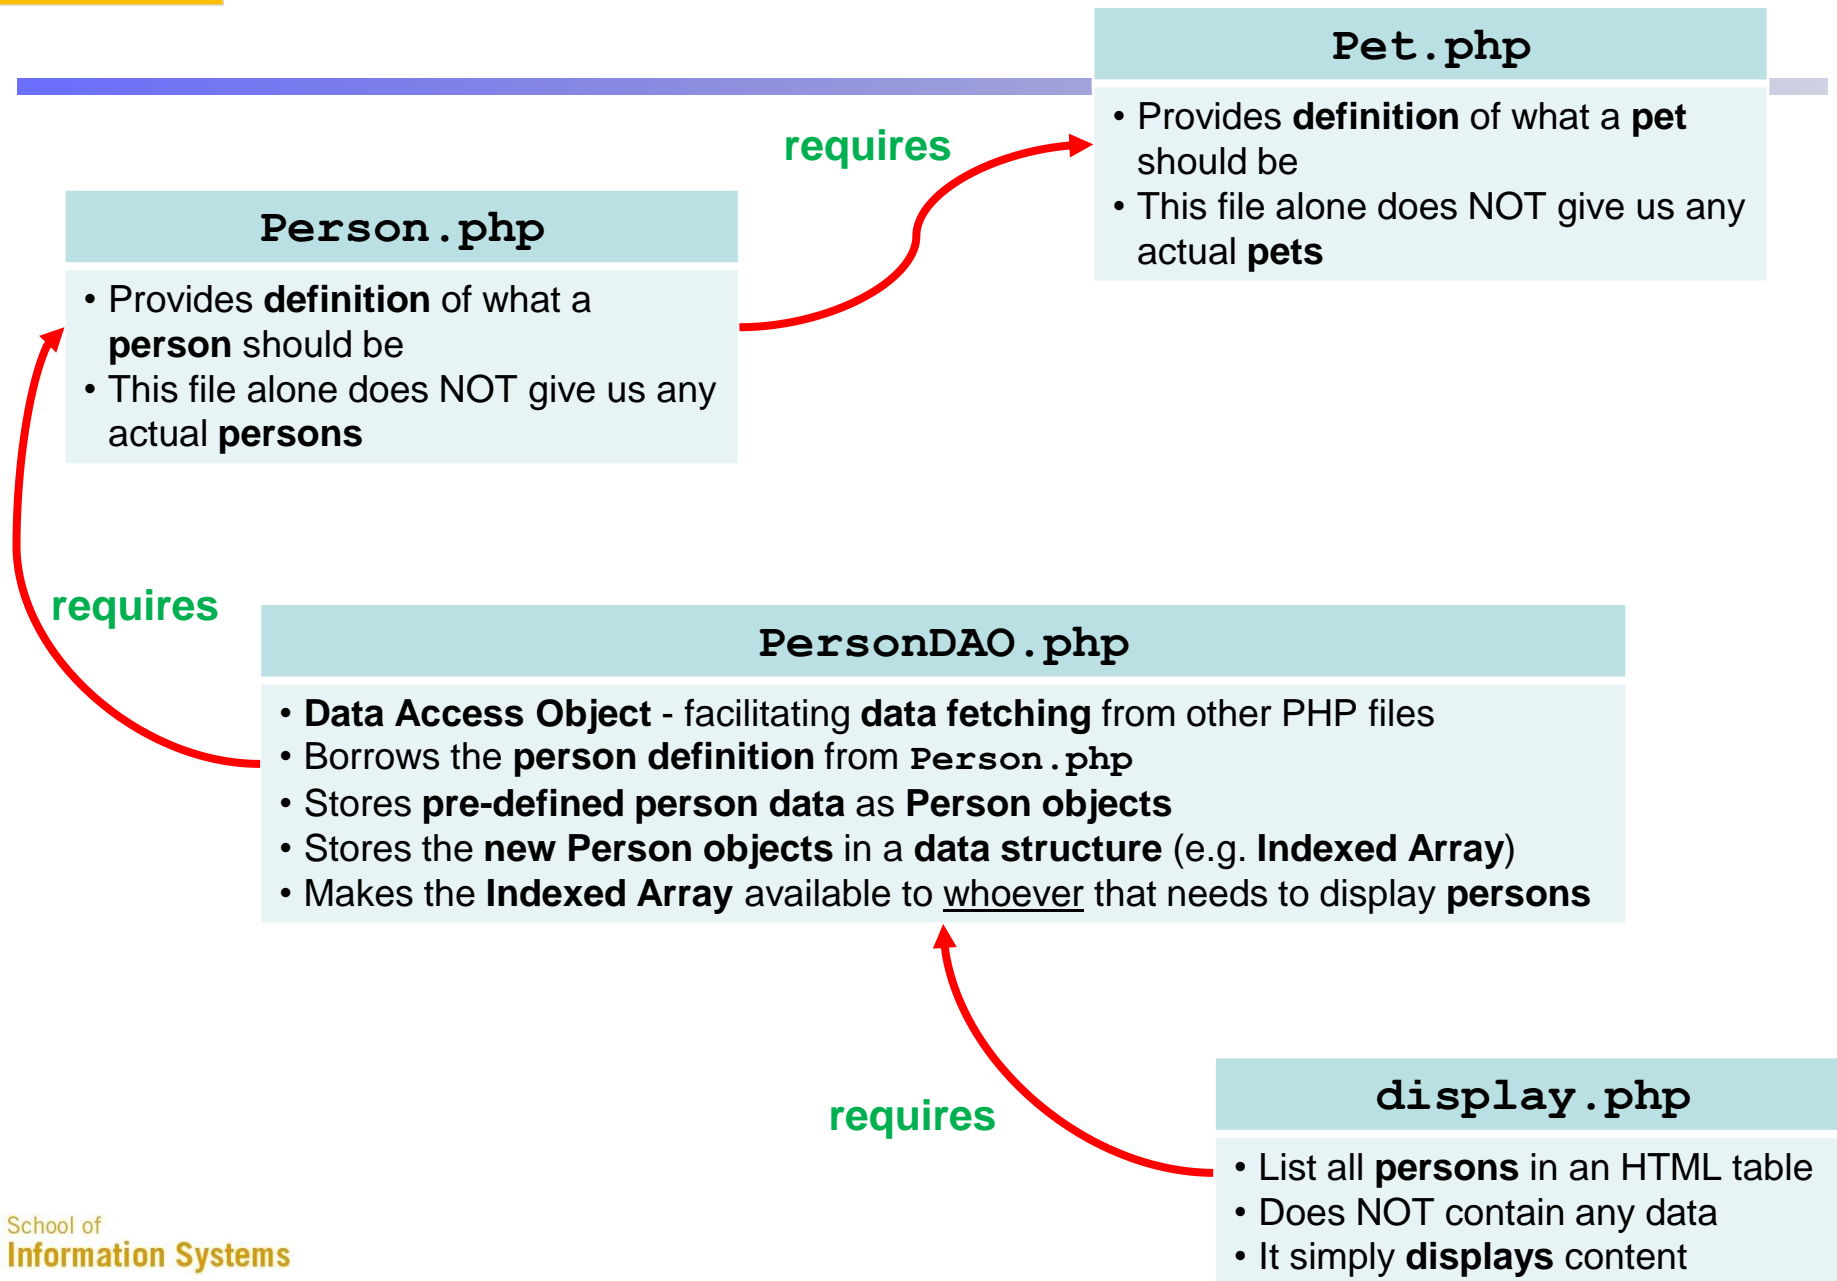 Pet.php
• Provides definition of what a pet
should be
• This file alone does NOT give us any
actual pets
requires
Person.php
• Provides definition of what a
person should be
• This file alone does NOT give us any
actual persons
requires
PersonDAO.php
• Data Access Object - facilitating data fetching from other PHP files
• Borrows the person definition from Person.php
• Stores pre-defined person data as Person objects
• Stores the new Person objects in a data structure (e.g. Indexed Array)
• Makes the Indexed Array available to whoever that needs to display persons
requires
display.php
• List all persons in an HTML table
• Does NOT contain any data
• It simply displays content
School of
Information Systems